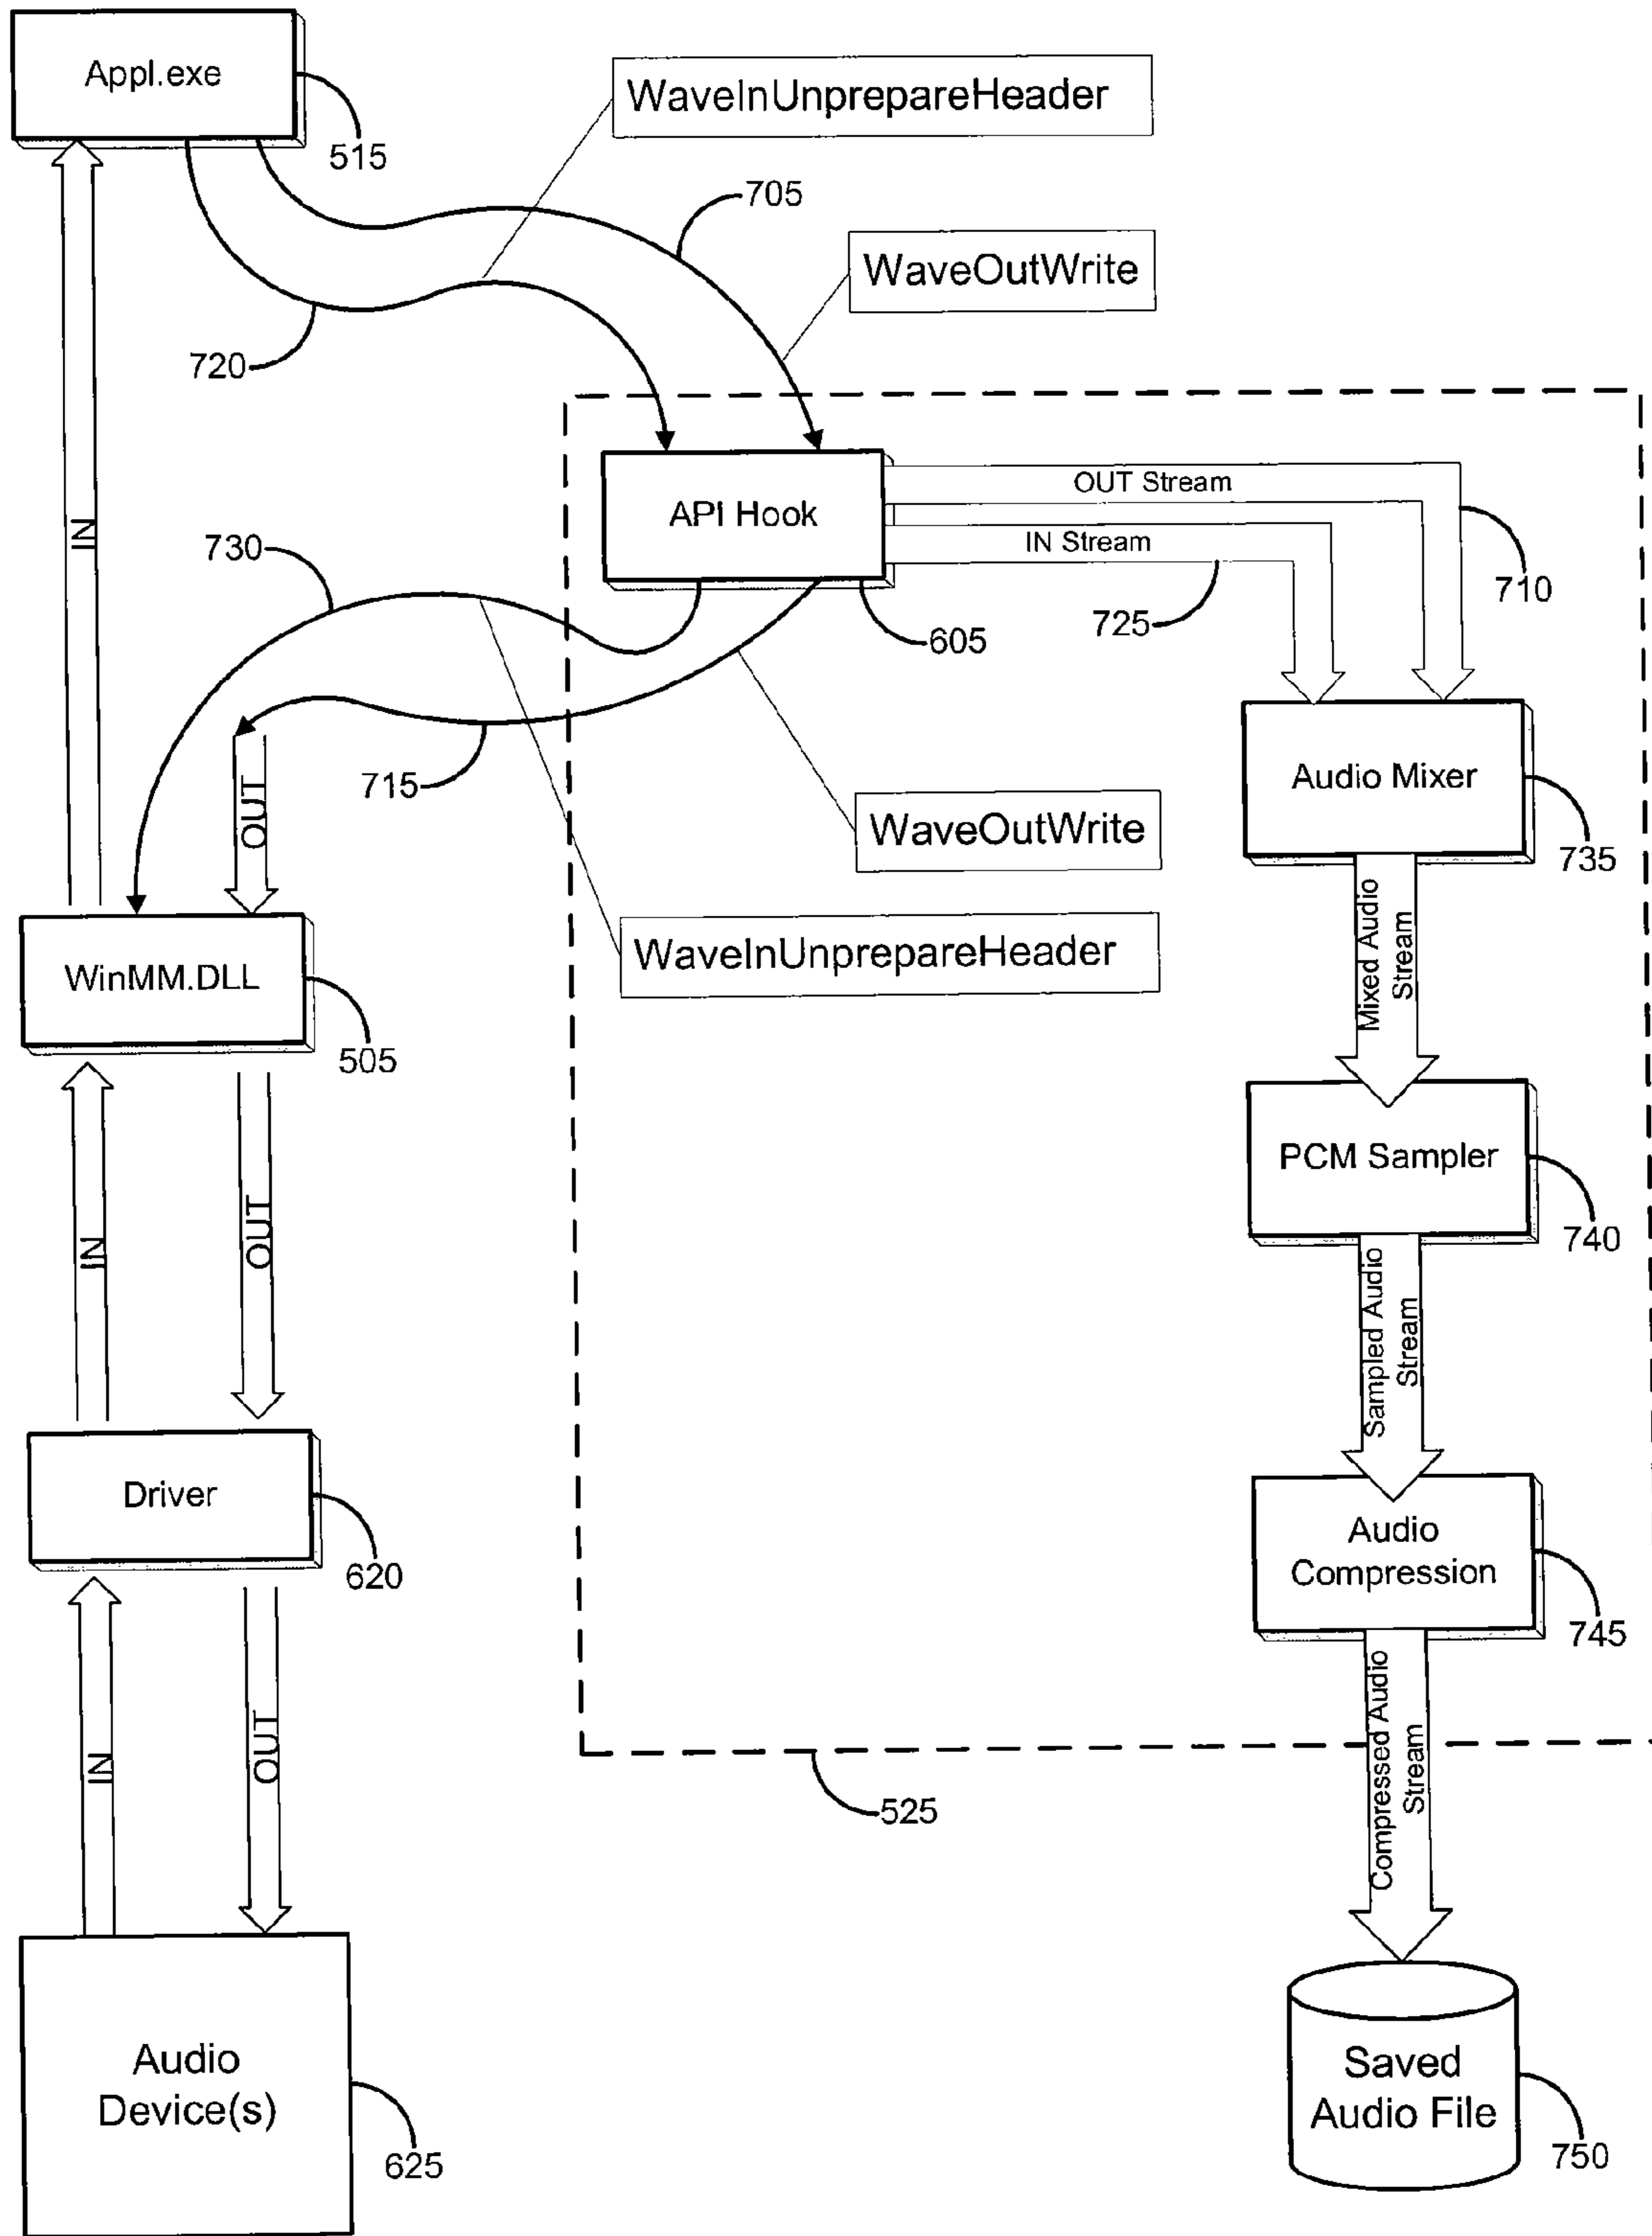 Appl.exe
515
WaveInUnprepareHeader
705
WaveOutWrite
720
API Hook
OUT Stream
IN Stream
IN
730
710
725
605
715
OUT
Audio Mixer
735
WaveOutWrite
WaveInUnprepareHeader
WinMM.DLL
505
Mixed Audio
Stream
IN
OUT
PCM Sampler
740
Sampled Audio
Stream
Driver
620
Audio
Compression
745
IN
OUT
525
Compressed Audio
Stream
Audio
Device(s)
625
Saved
Audio File
750